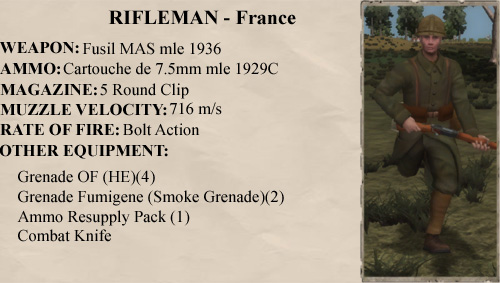 RIFLEMAN - France
WEAPON: Fusil MAS mle 1936
AMMO: Cartouche de 7.5mm mle 1929C
MAGAZINE: 5 Round Clip
MUZZLE VELOCITY: 716 m/s
RATE OF FIRE: Bolt Action
OTHER EQUIPMENT:
Grenade OF (HE)(4)
Grenade Fumigene (Smoke Grenade)(2)
Ammo Resupply Pack (1)
Combat Knife